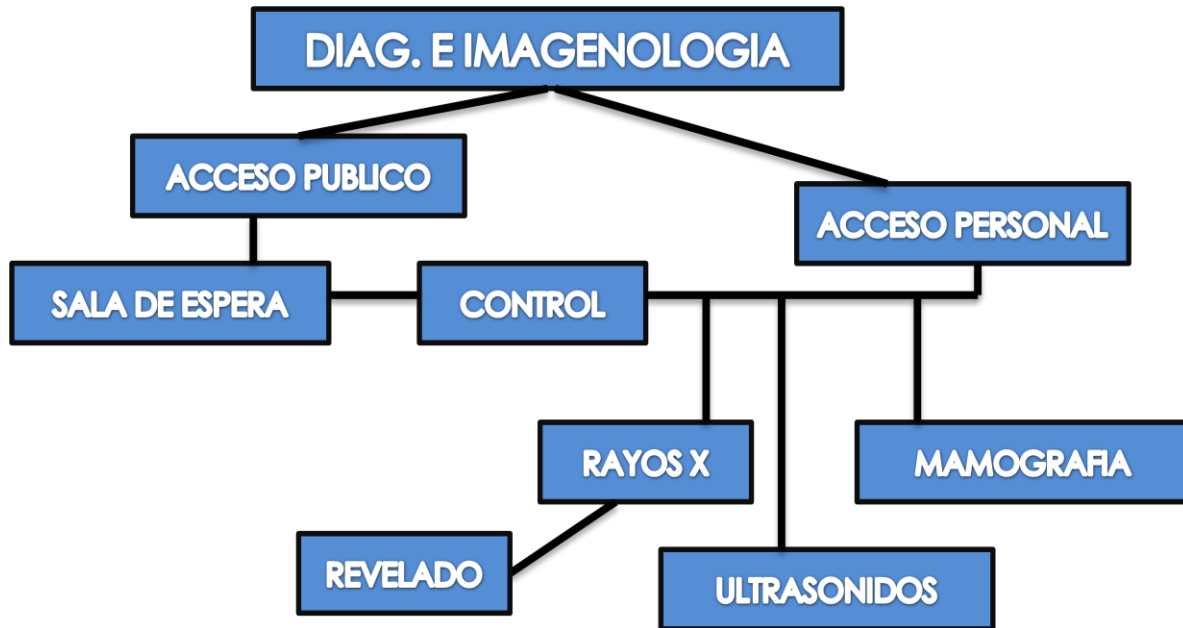 DIAG. E IMAGENOLOGIA
ACCESO PUBLICO
ACCESO PERSONAL
SALA DE ESPERA
CONTROL
RAYOS X
MAMOGRAFIA
REVELADO
ULTRASONIDOS